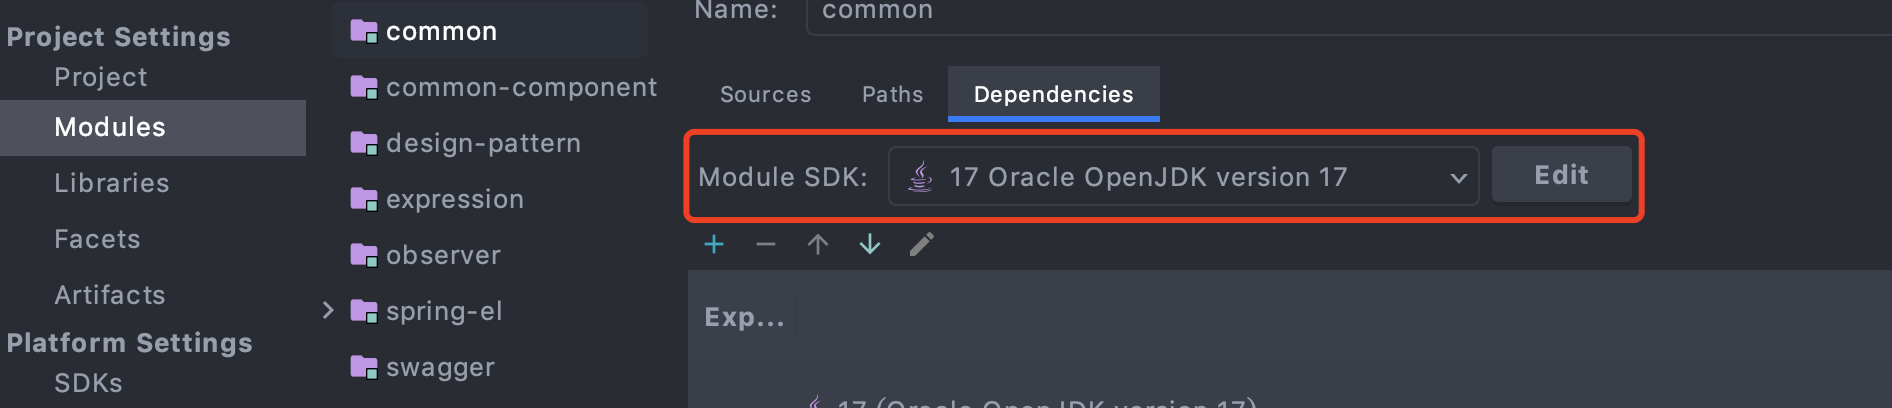 Project Settings
Project
Modules
Libraries
Facets
Artifacts
Platform Settings
SDKs
common
common-component
design-pattern
expression
observer
spring-el
swagger
Name: common
Sources Paths Dependencies
Module SDK: 17 Oracle OpenJDK version 17 Edit
Exp...
17 (Oracle OpenJDK version 17)